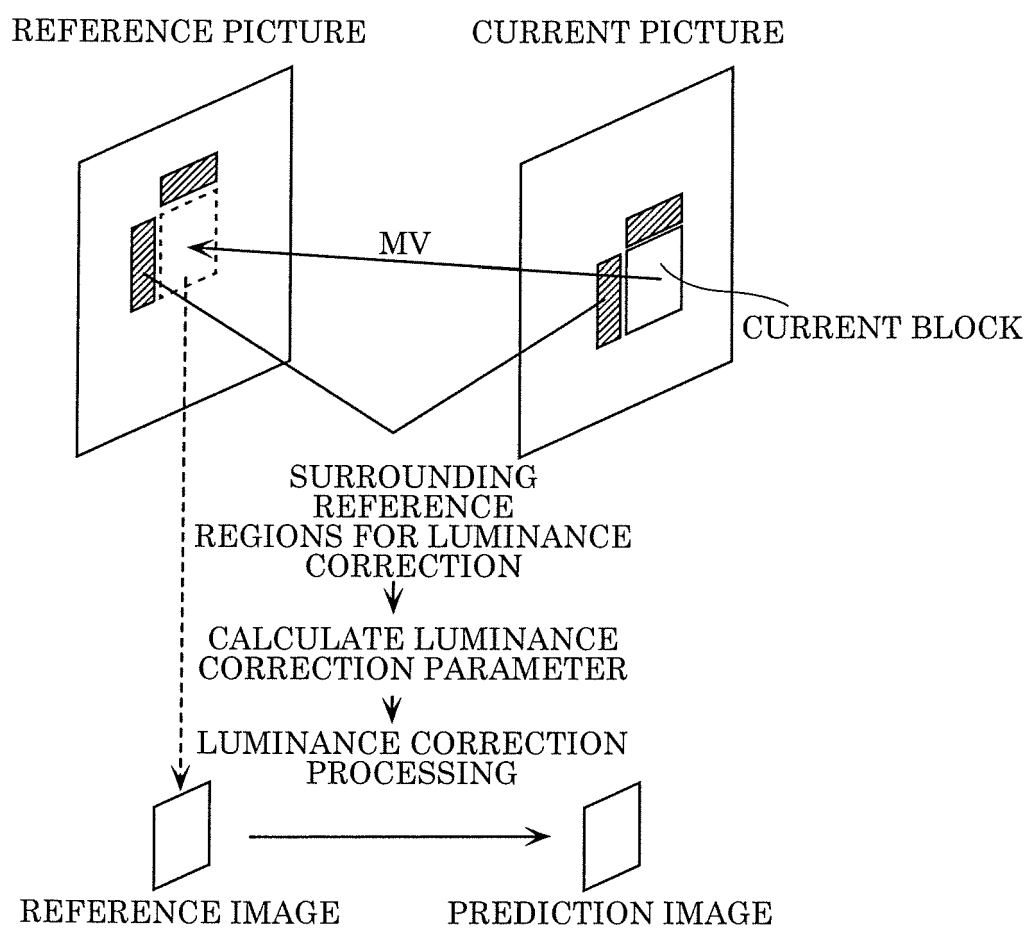 REFERENCE PICTURE
CURRENT PICTURE
MV
CURRENT BLOCK
SURROUNDING
REFERENCE
REGIONS FOR LUMINANCE
CORRECTION
CALCULATE LUMINANCE
CORRECTION PARAMETER
LUMINANCE CORRECTION
PROCESSING
REFERENCE IMAGE
PREDICTION IMAGE